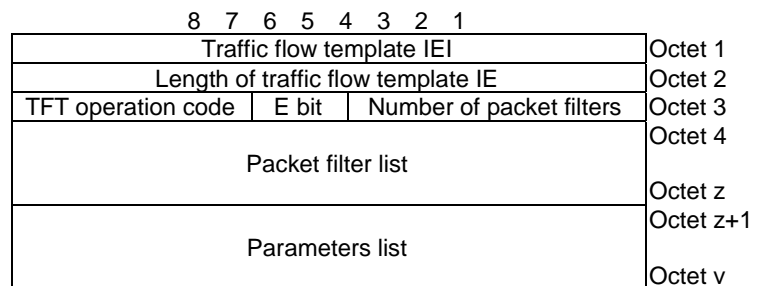 8 7 6 5 4 3 2 1
Traffic flow template IEI Octet 1
Length of traffic flow template IE Octet 2
TFT operation code E bit Number of packet filters Octet 3
Octet 4
Packet filter list
Octet z
Octet z+1
Parameters list
Octet v